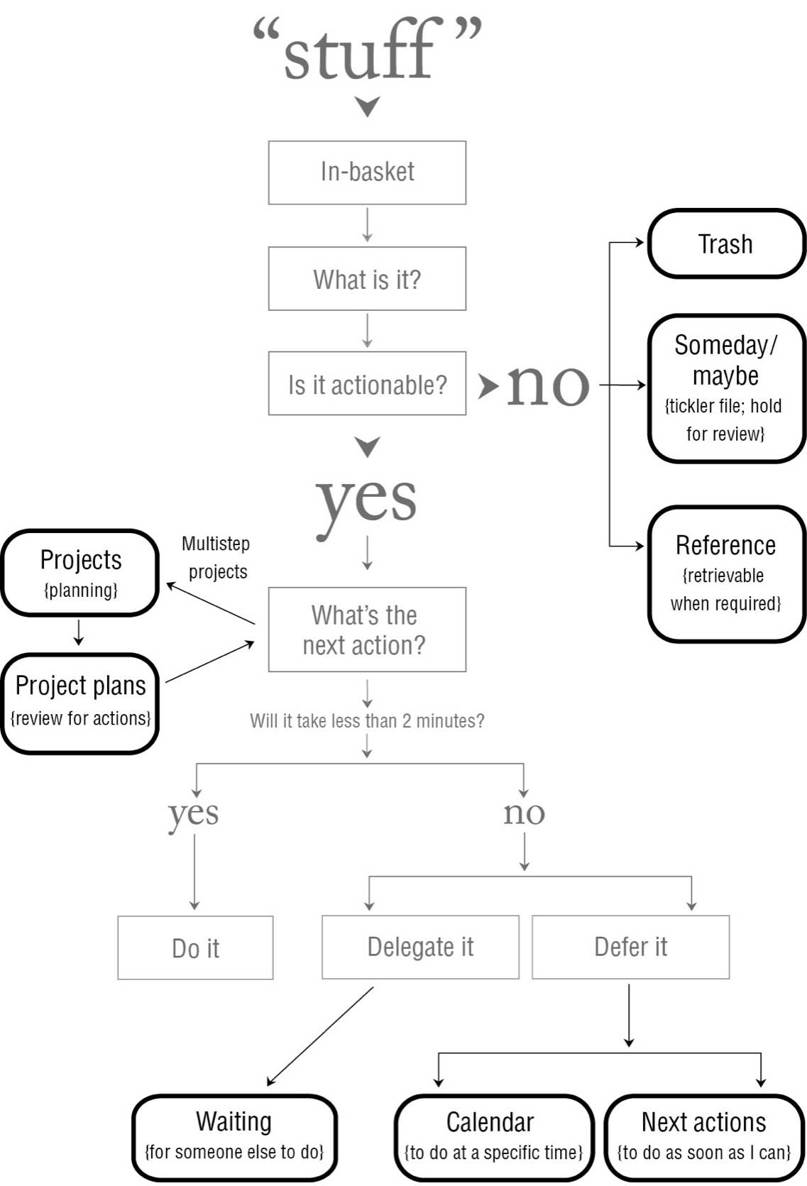 “stuff”
In-basket
What is it?
Is it actionable?
no
Trash
Someday/
maybe
{tickler file; hold
for review}
Reference
{retrievable
when required}
yes
Multistep
projects
Projects
{planning}
Project plans
{review for actions}
What's the
next action?
Will it take less than 2 minutes?
yes
no
Do it
Delegate it
Defer it
Waiting
{for someone else to do}
Calendar
{to do at a specific time}
Next actions
{to do as soon as I can}